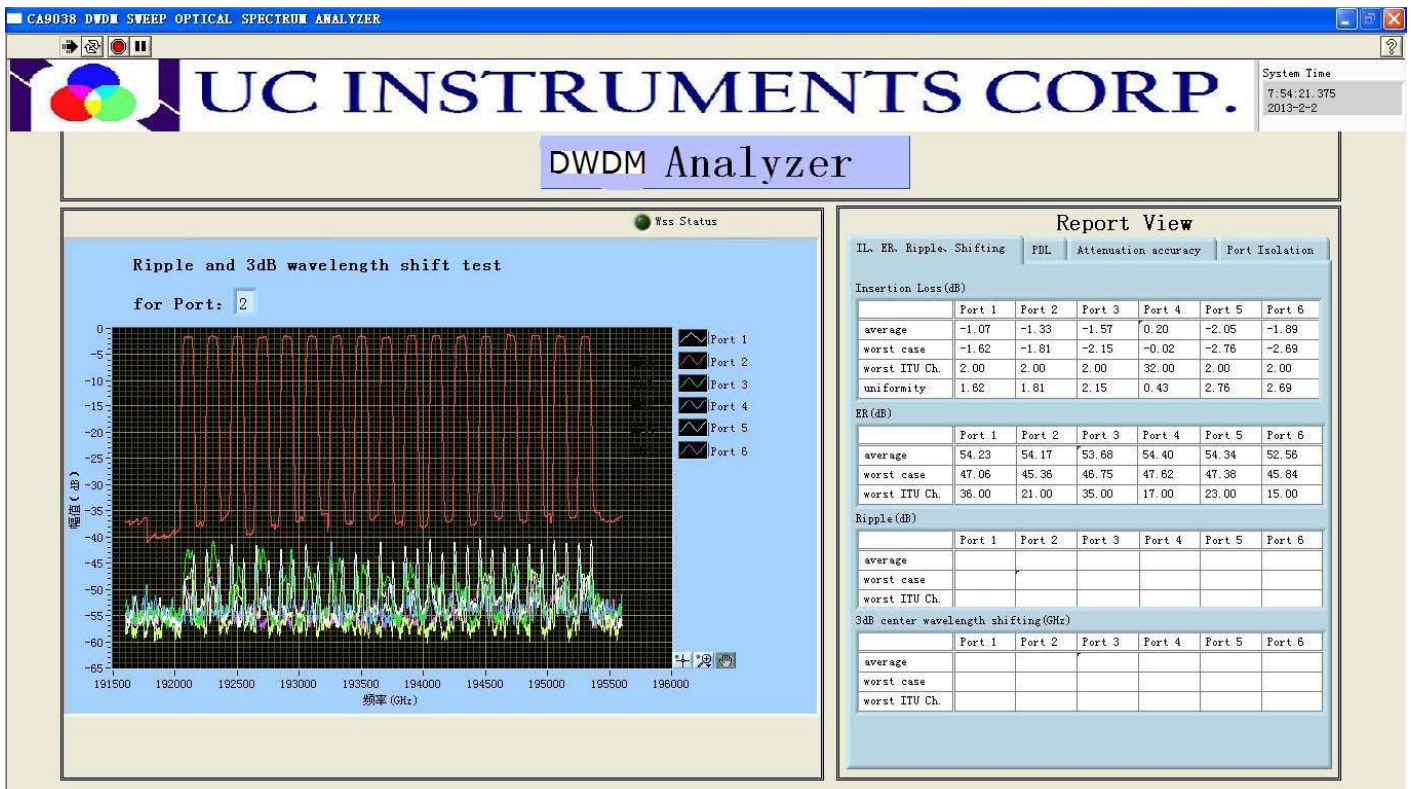 CA9038 DWDM SWEEP OPTICAL SPECTRUM ANALYZER
UC INSTRUMENTS CORP.
System Time
7:54:21.375
2013-2-2
DWDM Analyzer
Wss Status
Ripple and 3dB wavelength shift test
for Port: 2
幅值(dB)
0
-5
-10
-15
-20
-25
-30
-35
-40
-45
-50
-55
-60
-65
191500 192000 192500 193000 193500 194000 194500 195000 195500 196000
频率(GHz)
Port 1
Port 2
Port 3
Port 4
Port 5
Port 6
Report View
IL、ER、Ripple、Shifting PDL Attenuation accuracy Port Isolation
Insertion Loss(dB)
Port 1 Port 2 Port 3 Port 4 Port 5 Port 6
average -1.07 -1.33 -1.57 0.20 -2.05 -1.89
worst case -1.62 -1.81 -2.15 -0.02 -2.76 -2.69
worst ITU Ch. 2.00 2.00 2.00 32.00 2.00 2.00
uniformity 1.62 1.81 2.15 0.43 2.76 2.69
ER(dB)
Port 1 Port 2 Port 3 Port 4 Port 5 Port 6
average 54.23 54.17 53.68 54.40 54.34 52.56
worst case 47.06 45.36 46.75 47.62 47.38 45.84
worst ITU Ch. 36.00 21.00 35.00 17.00 23.00 15.00
Ripple(dB)
Port 1 Port 2 Port 3 Port 4 Port 5 Port 6
average
worst case
worst ITU Ch.
3dB center wavelength shifting(GHz)
Port 1 Port 2 Port 3 Port 4 Port 5 Port 6
average
worst case
worst ITU Ch.